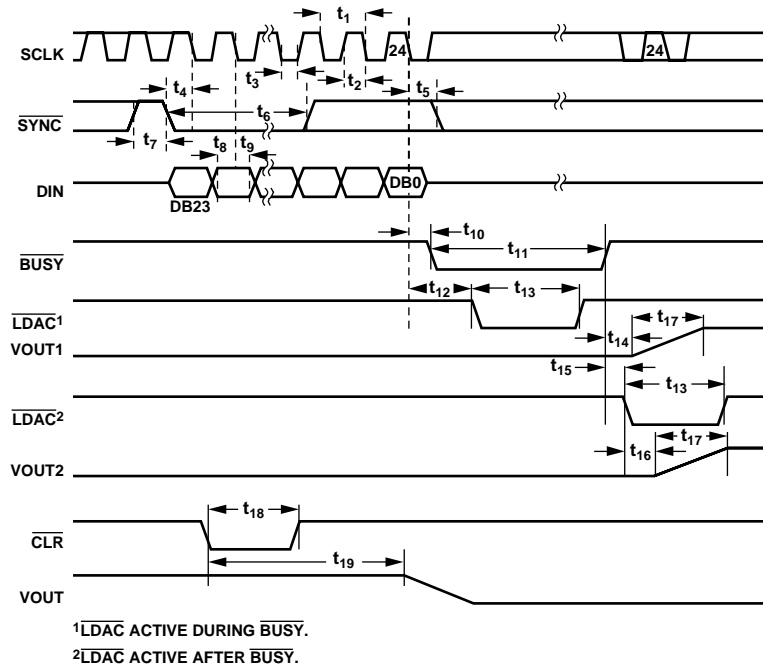 t1
SCLK
24
24
t3
t2
t4
t5
SYNC
t6
t7
t8
t9
DIN
DB23
DB0
t10
BUSY
t11
t12
t13
LDAC1
t14
t17
VOUT1
t15
t13
LDAC2
t16
t17
VOUT2
t18
CLR
t19
VOUT
1LDAC ACTIVE DURING BUSY.
2LDAC ACTIVE AFTER BUSY.